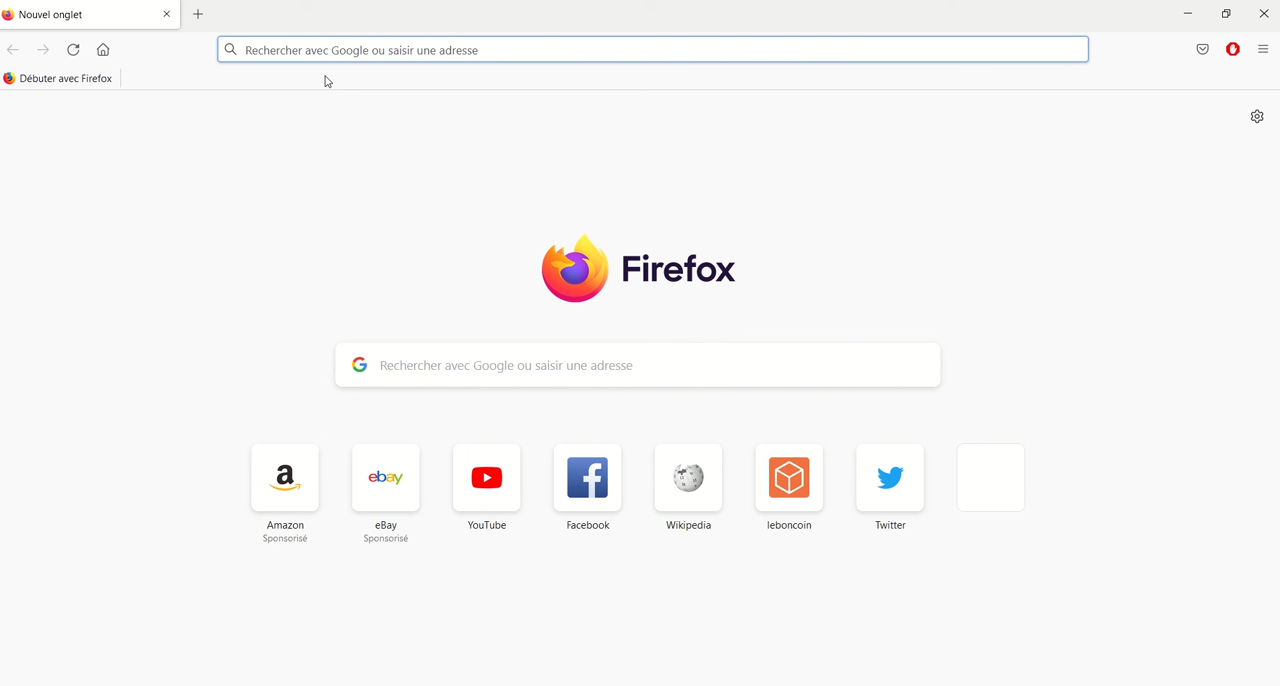 Nouvel onglet
Rechercher avec Google ou saisir une adresse
Débuter avec Firefox
Firefox
Rechercher avec Google ou saisir une adresse
a
ebay
Amazon
Sponsorisé
eBay
Sponsorisé
YouTube
Facebook
Wikipedia
leboncoin
Twitter